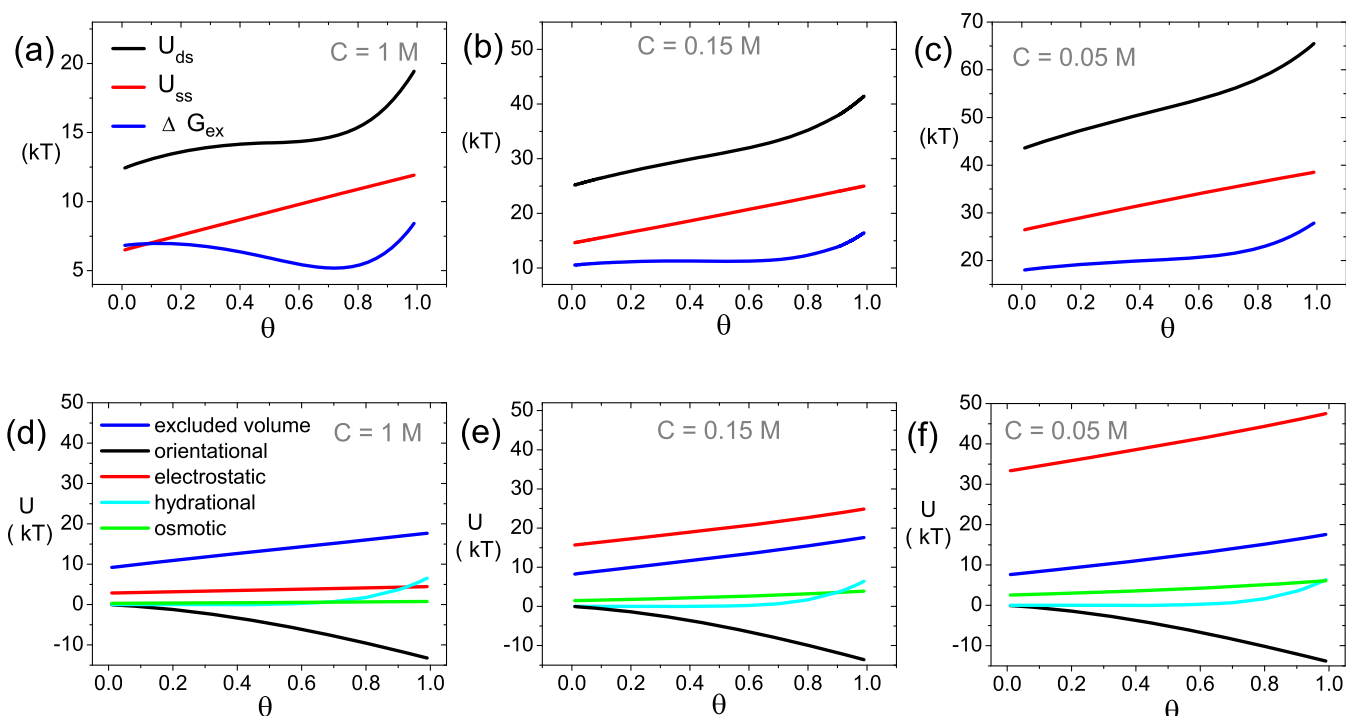 (a)
U_ds
U_ss
Δ G_ex
C = 1 M
(kT)
20
15
10
5
0.0 0.2 0.4 0.6 0.8 1.0
θ
(b)
C = 0.15 M
(kT)
50
40
30
20
10
0.0 0.2 0.4 0.6 0.8 1.0
θ
(c)
C = 0.05 M
(kT)
70
60
50
40
30
20
0.0 0.2 0.4 0.6 0.8 1.0
θ
(d)
C = 1 M
excluded volume
orientational
electrostatic
hydrational
osmotic
U
( kT)
50
40
30
20
10
0
-10
0.0 0.2 0.4 0.6 0.8 1.0
θ
(e)
C = 0.15 M
U
( kT)
50
40
30
20
10
0
-10
0.0 0.2 0.4 0.6 0.8 1.0
θ
(f)
C = 0.05 M
U
( kT)
50
40
30
20
10
0
-10
0.0 0.2 0.4 0.6 0.8 1.0
θ